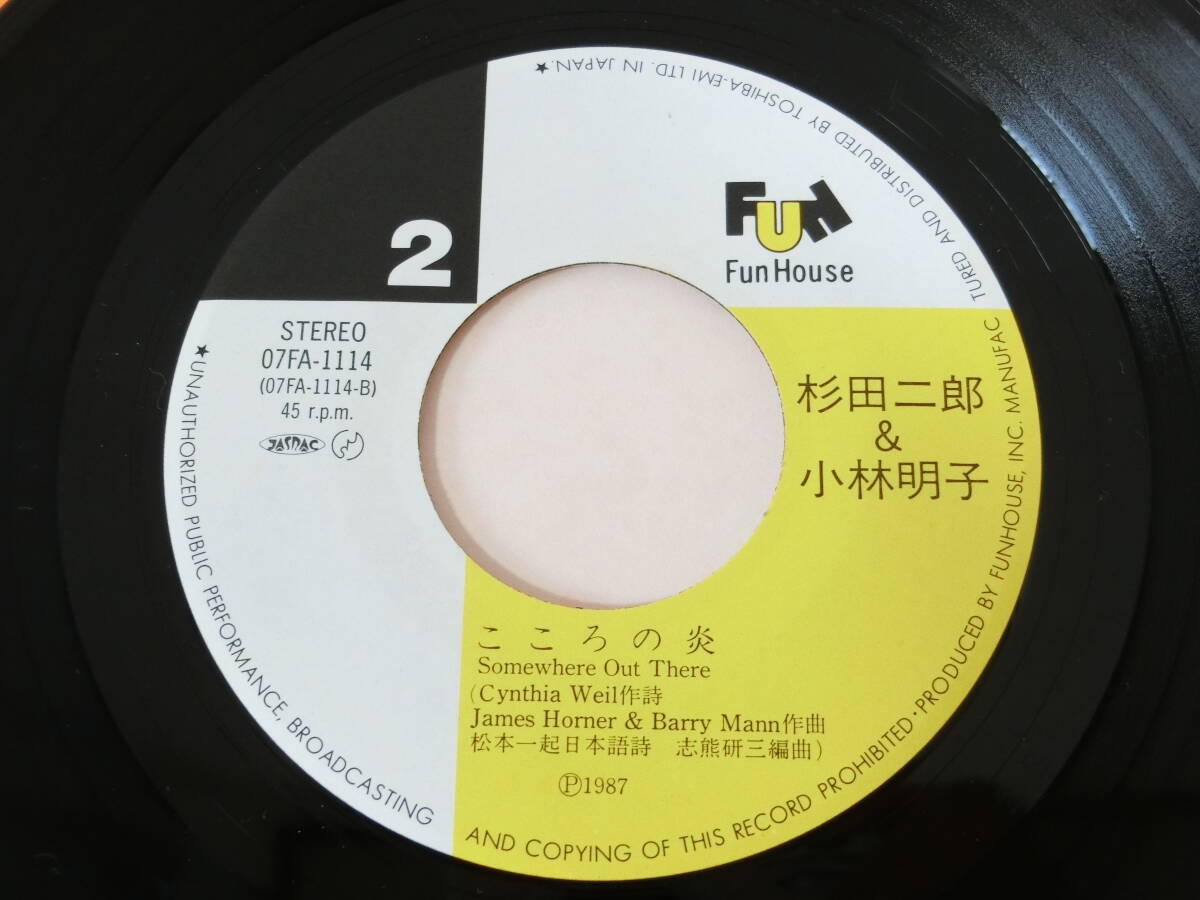 2
FUN
Fun House
STEREO
07FA-1114
(07FA-1114-B)
45 r.p.m.
JASRAC
杉田二郎
&
小林明子
こころの炎
Somewhere Out There
(Cynthia Weil作詩
James Horner & Barry Mann作曲
松本一起日本語詩 志熊研三編曲)
Ⓟ1987
★UNAUTHORIZED PUBLIC PERFORMANCE, BROADCASTING AND COPYING OF THIS RECORD PROHIBITED·PRODUCED BY FUNHOUSE, INC. MANUFAC TURED AND DISTRIBUTED BY TOSHIBA-EMI LTD. IN JAPAN.★